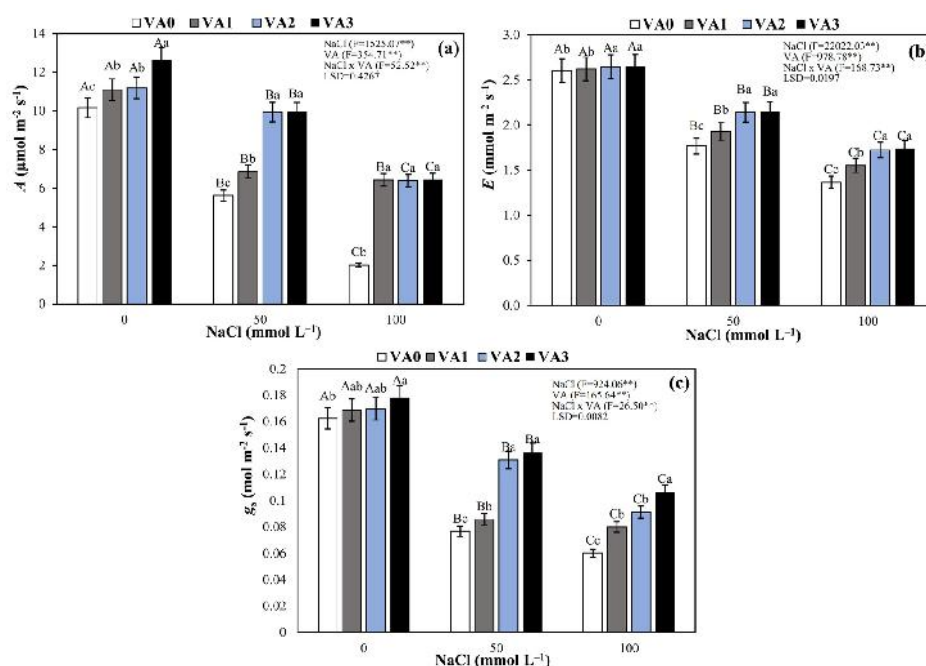 VA0 VA1 VA2 VA3
14
12
10
8
6
4
2
0
A (µmol m⁻² s⁻¹)
Ac Ab Ab Aa
Bc Bb Ba Ba
Cb Ba Ca Ca
(a)
VA (F=354.71**)
NaCl x VA (F=52.52**)
LSD=0.4267
0 50 100
NaCl (mmol L⁻¹)
VA0 VA1 VA2 VA3
3.0
2.5
2.0
1.5
1.0
0.5
0.0
E (mmol m⁻² s⁻¹)
Ab Ab Aa Aa
Bc Bb Ba Ba
Cc Cb Ca Ca
(b)
NaCl (F=22022.03**)
VA (F=978.78**)
NaCl x VA (F=168.73**)
LSD=0.0197
0 50 100
NaCl (mmol L⁻¹)
VA0 VA1 VA2 VA3
0.2
0.18
0.16
0.14
0.12
0.1
0.08
0.06
0.04
0.02
0
gs (mol m⁻² s⁻¹)
Ab Aab Aab Aa
Bc Bb Ba Ba
Cc Cb Cb Ca
(c)
NaCl (F=924.06**)
VA (F=165.64**)
NaCl x VA (F=26.50**)
LSD=0.0082
0 50 100
NaCl (mmol L⁻¹)